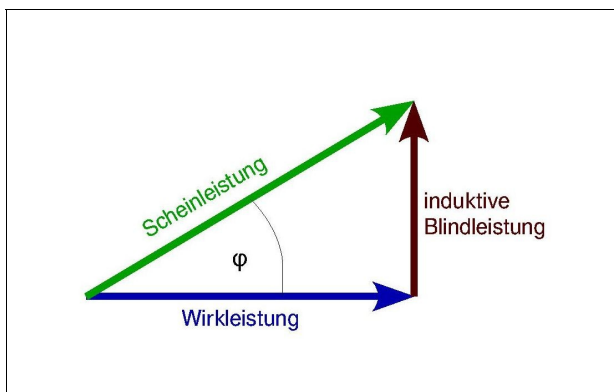 Scheinleistung
induktive
Blindleistung
φ
Wirkleistung